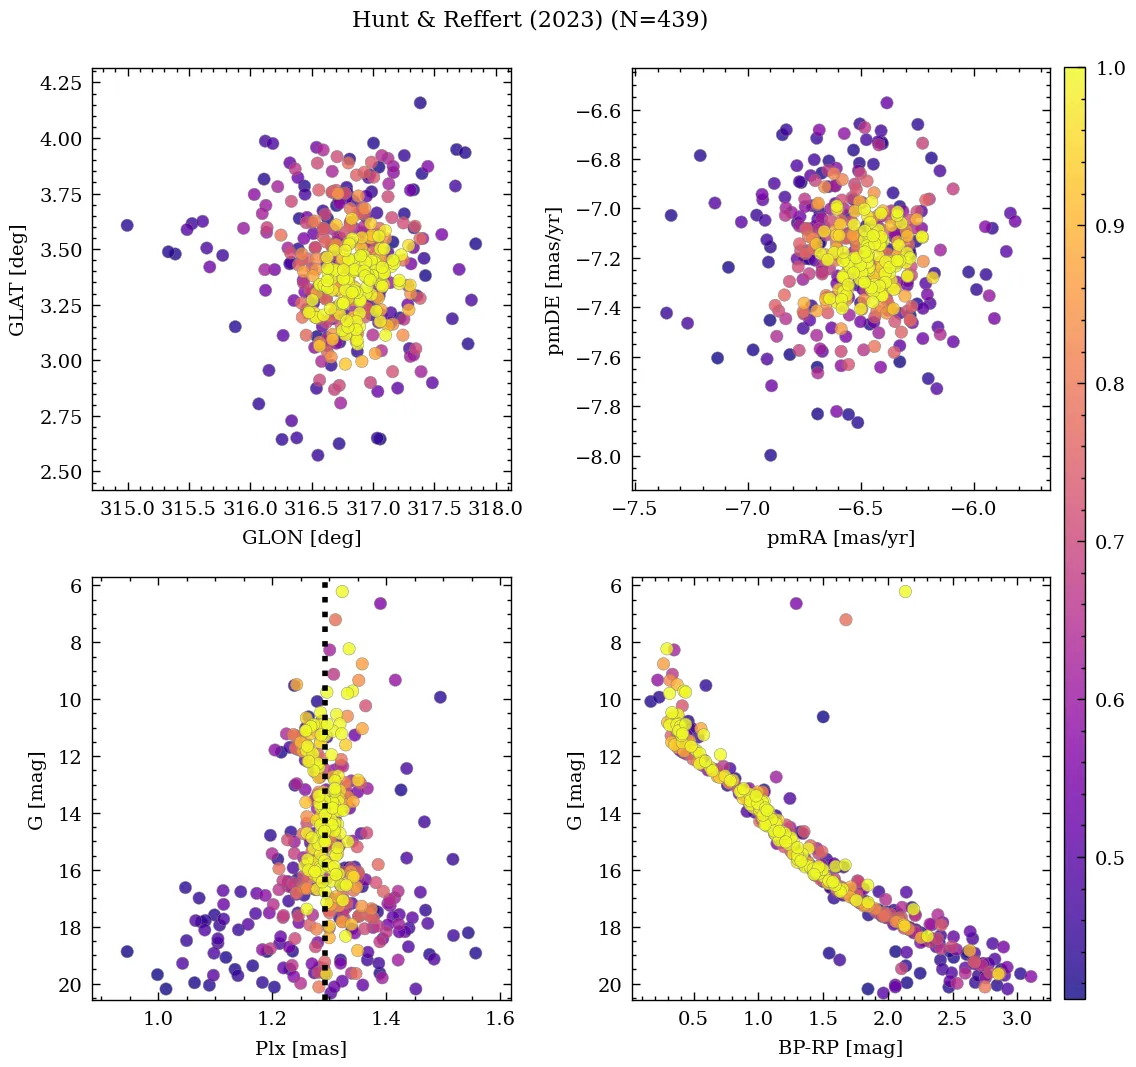 Hunt & Reffert (2023) (N=439)
4.25
4.00
3.75
3.50
3.25
3.00
2.75
2.50
GLAT [deg]
315.0 315.5 316.0 316.5 317.0 317.5 318.0
GLON [deg]
−6.6
−6.8
−7.0
−7.2
−7.4
−7.6
−7.8
−8.0
pmDE [mas/yr]
−7.5 −7.0 −6.5 −6.0
pmRA [mas/yr]
1.0
0.9
0.8
0.7
0.6
0.5
6
8
10
12
14
16
18
20
G [mag]
1.0 1.2 1.4 1.6
Plx [mas]
6
8
10
12
14
16
18
20
G [mag]
0.5 1.0 1.5 2.0 2.5 3.0
BP-RP [mag]